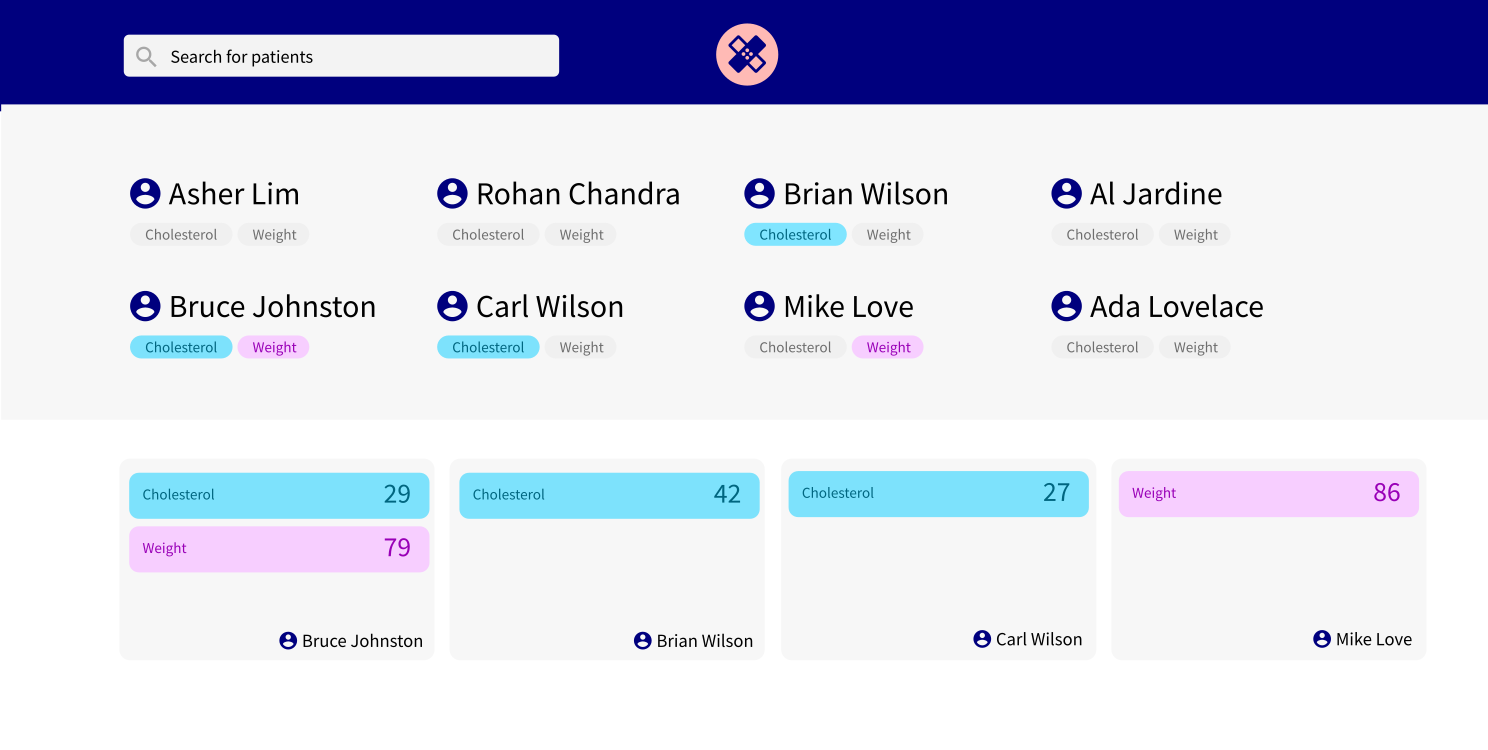 Search for patients
Asher Lim
Rohan Chandra
Brian Wilson
Al Jardine
Cholesterol Weight
Cholesterol Weight
Cholesterol Weight
Cholesterol Weight
Bruce Johnston
Carl Wilson
Mike Love
Ada Lovelace
Cholesterol Weight
Cholesterol Weight
Cholesterol Weight
Cholesterol Weight
Cholesterol 29
Weight 79
Bruce Johnston
Cholesterol 42
Brian Wilson
Cholesterol 27
Carl Wilson
Weight 86
Mike Love